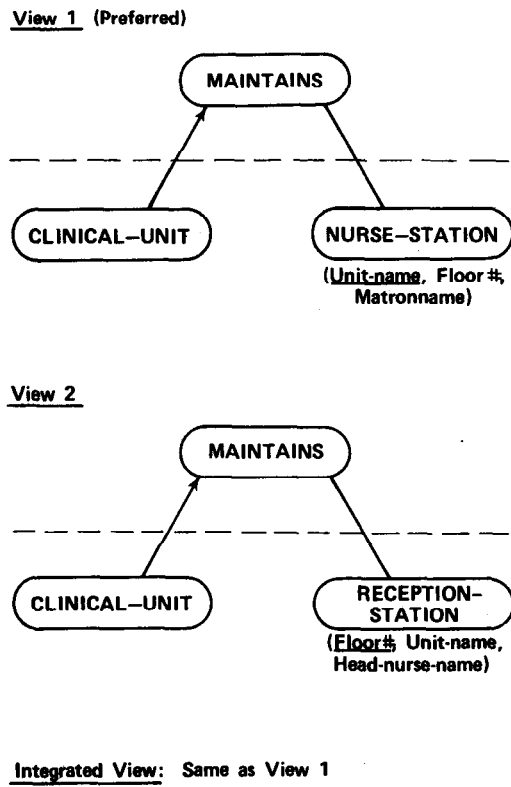 View 1 (Preferred)
MAINTAINS
CLINICAL–UNIT
NURSE–STATION
(Unit-name, Floor#,
Matronname)
View 2
MAINTAINS
CLINICAL–UNIT
RECEPTION–
STATION
(Floor#, Unit-name,
Head-nurse-name)
Integrated View: Same as View 1